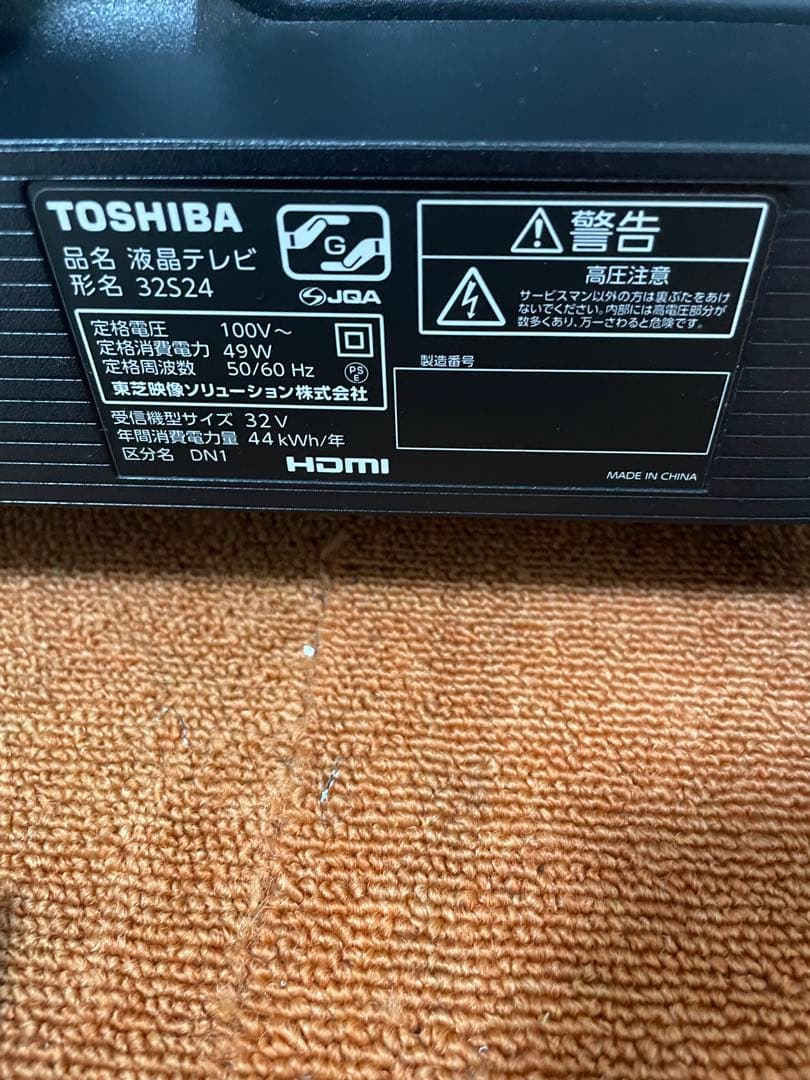 TOSHIBA
品名 液晶テレビ
形名 32S24
G
JQA
定格電圧 100V～
定格消費電力 49W
定格周波数 50/60 Hz
PS
E
東芝映像ソリューション株式会社
受信機型サイズ 32V
年間消費電力量 44kWh/年
区分名 DN1
HDMI
警告
高圧注意
サービスマン以外の方は裏ぶたをあけ
ないでください。内部には高電圧部分が
数多くあり、万一さわると危険です。
製造番号
MADE IN CHINA